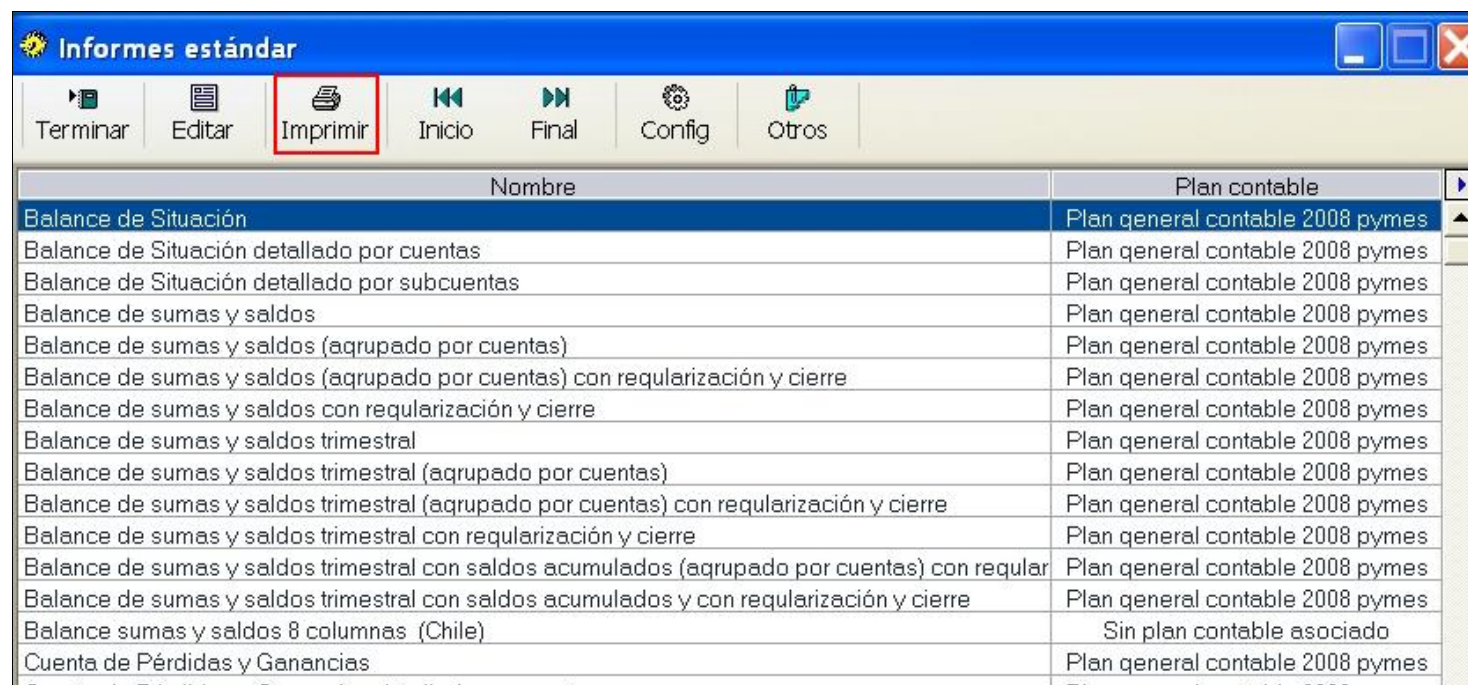 Informes estándar
Terminar Editar Imprimir Inicio Final Config Otros
Nombre Plan contable
Balance de Situación Plan general contable 2008 pymes
Balance de Situación detallado por cuentas Plan general contable 2008 pymes
Balance de Situación detallado por subcuentas Plan general contable 2008 pymes
Balance de sumas y saldos Plan general contable 2008 pymes
Balance de sumas y saldos (agrupado por cuentas) Plan general contable 2008 pymes
Balance de sumas y saldos (agrupado por cuentas) con regularización y cierre Plan general contable 2008 pymes
Balance de sumas y saldos con regularización y cierre Plan general contable 2008 pymes
Balance de sumas y saldos trimestral Plan general contable 2008 pymes
Balance de sumas y saldos trimestral (agrupado por cuentas) Plan general contable 2008 pymes
Balance de sumas y saldos trimestral (agrupado por cuentas) con regularización y cierre Plan general contable 2008 pymes
Balance de sumas y saldos trimestral con regularización y cierre Plan general contable 2008 pymes
Balance de sumas y saldos trimestral con saldos acumulados (agrupado por cuentas) con regular Plan general contable 2008 pymes
Balance de sumas y saldos trimestral con saldos acumulados y con regularización y cierre Plan general contable 2008 pymes
Balance sumas y saldos 8 columnas (Chile) Sin plan contable asociado
Cuenta de Pérdidas y Ganancias Plan general contable 2008 pymes